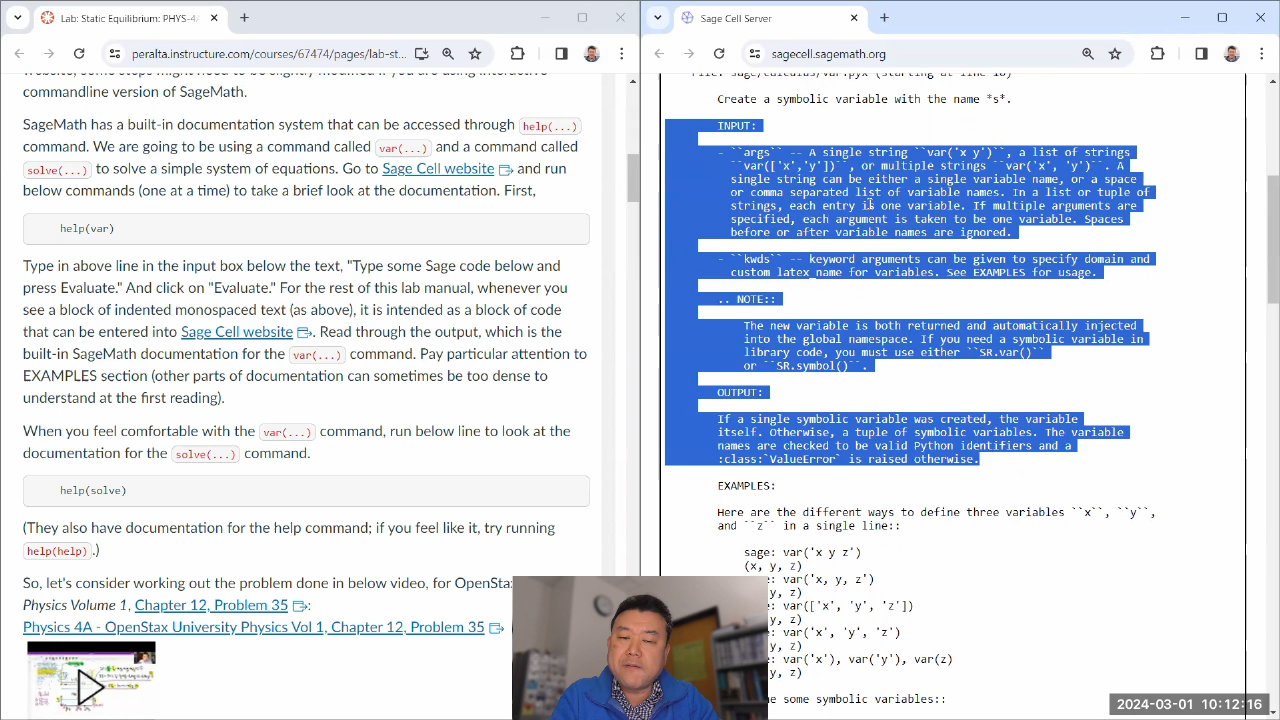 Lab: Static Equilibrium: PHYS-4A
peralta.instructure.com/courses/67474/pages/lab-st...
commandline version of SageMath.
SageMath has a built-in documentation system that can be accessed through help(...)
command. We are going to be using a command called var(...) and a command called
solve(...) to solve a simple system of equations. Go to Sage Cell website and run
below commands (one at a time) to take a brief look at the documentation. First,
help(var)
Type in above line in the input box below the text, "Type some Sage code below and
press Evaluate." And click on "Evaluate." For the rest of this lab manual, whenever you
see a block of indented monospaced text (as above), it is intended as a block of code
that can be entered into Sage Cell website. Read through the output, which is the
built-in SageMath documentation for the var(...) command. Pay particular attention to
EXAMPLES section (other parts of documentation can sometimes be too dense to
understand at the first reading).
When you feel comfortable with the var(...) command, run below line to look at the
documentation for the solve(...) command.
help(solve)
(They also have documentation for the help command; if you feel like it, try running
help(help).)
So, let's consider working out the problem done in below video, for OpenStax
Physics Volume 1, Chapter 12, Problem 35:
Physics 4A - OpenStax University Physics Vol 1, Chapter 12, Problem 35
Sage Cell Server
sagecell.sagemath.org
File: sage/calculus/var.pyx (starting at line 10)
Create a symbolic variable with the name *s*.
INPUT:
- ``args`` -- A single string ``var('x y')``, a list of strings
``var(['x','y'])``, or multiple strings ``var('x', 'y')``. A
single string can be either a single variable name, or a space
or comma separated list of variable names. In a list or tuple of
strings, each entry is one variable. If multiple arguments are
specified, each argument is taken to be one variable. Spaces
before or after variable names are ignored.
- ``kwds`` -- keyword arguments can be given to specify domain and
custom latex_name for variables. See EXAMPLES for usage.
.. NOTE::
The new variable is both returned and automatically injected
into the global namespace. If you need a symbolic variable in
library code, you must use either ``SR.var()``
or ``SR.symbol()``.
OUTPUT:
If a single symbolic variable was created, the variable
itself. Otherwise, a tuple of symbolic variables. The variable
names are checked to be valid Python identifiers and a
:class:`ValueError` is raised otherwise.
EXAMPLES:
Here are the different ways to define three variables ``x``, ``y``,
and ``z`` in a single line::
sage: var('x y z')
(x, y, z)
: var('x, y, z')
y, z)
: var(['x', 'y', 'z'])
y, z)
: var('x', 'y', 'z')
y, z)
: var('x'), var('y'), var(z)
y, z)
some symbolic variables::
2024-03-01 10:12:16